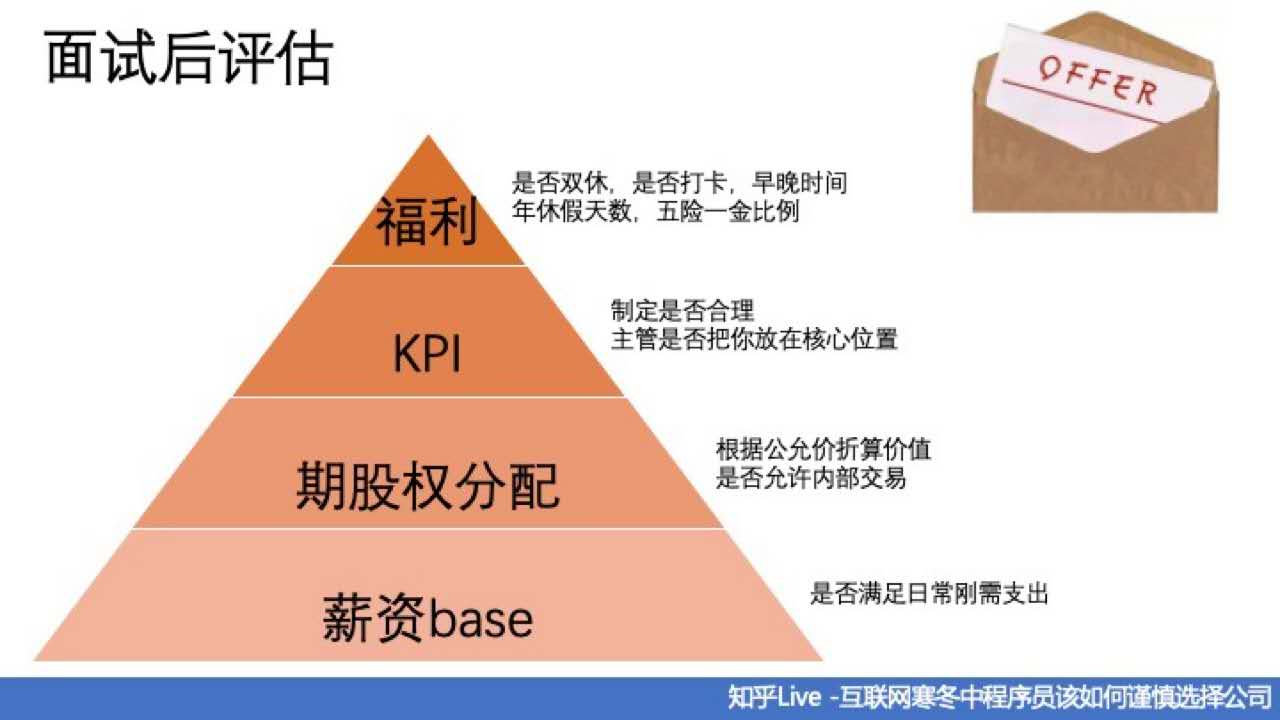 面试后评估
OFFER
福利
是否双休，是否打卡，早晚时间
年休假天数，五险一金比例
KPI
制定是否合理
主管是否把你放在核心位置
期股权分配
根据公允价折算价值
是否允许内部交易
薪资base
是否满足日常刚需支出
知乎Live -互联网寒冬中程序员该如何谨慎选择公司